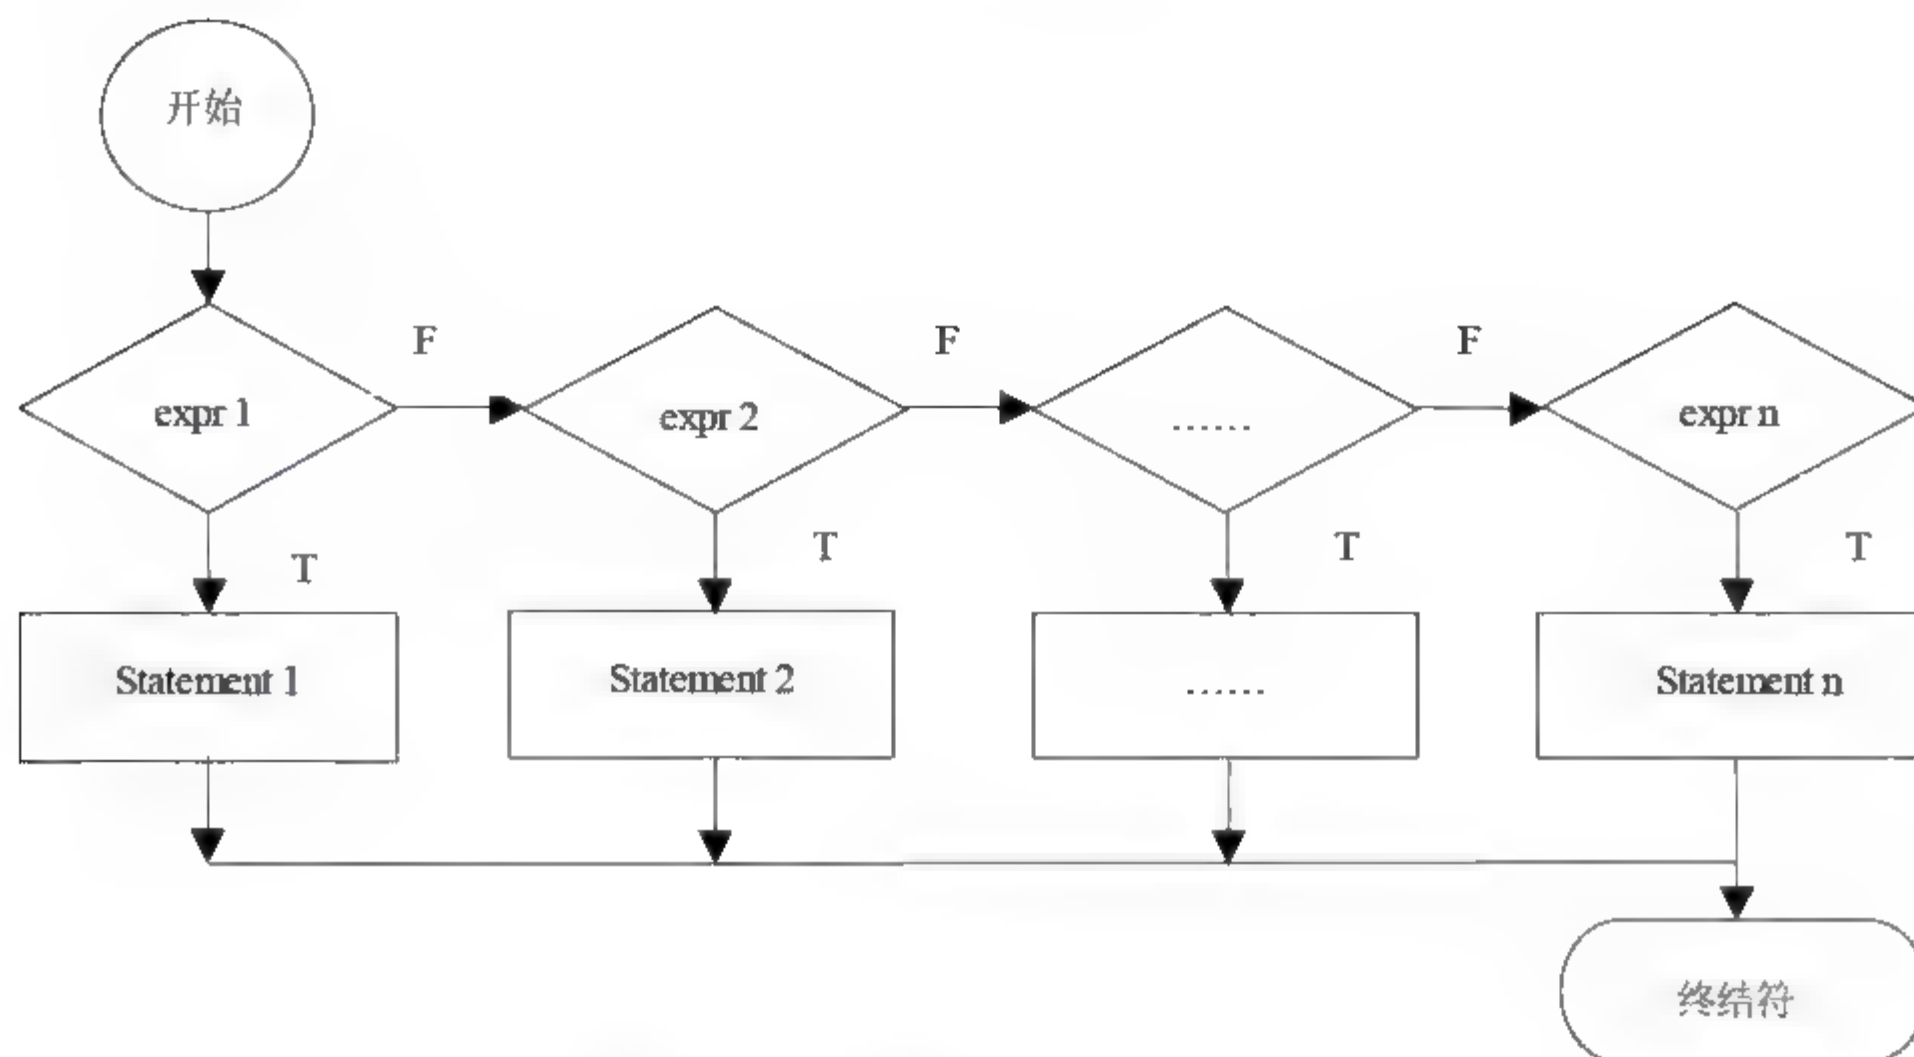 开始
F
F
F
expr 1
expr 2
......
expr n
T
T
T
T
Statement 1
Statement 2
......
Statement n
终结符